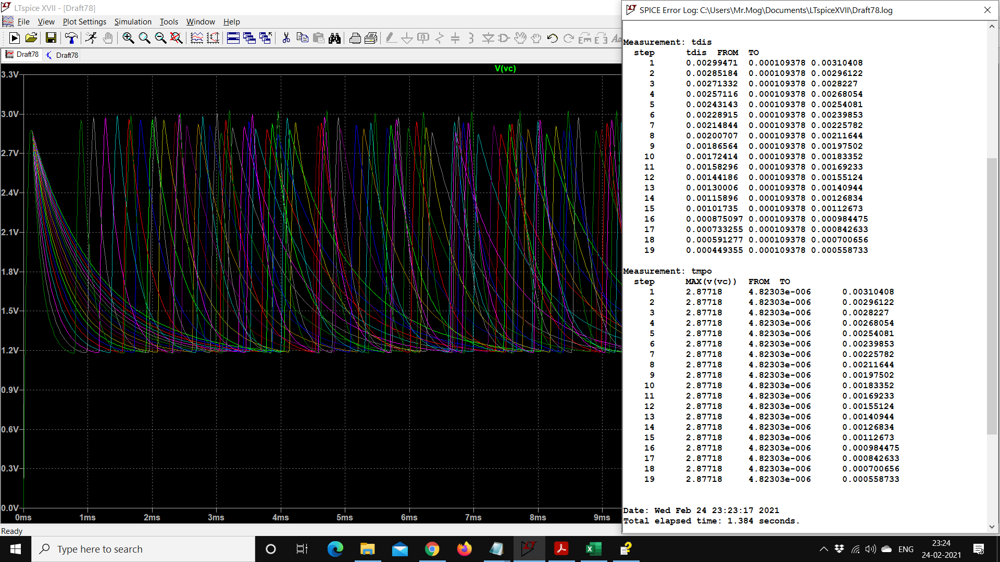 LTspice XVII - [Draft78]
File View Plot Settings Simulation Tools Window Help
Draft78 Draft78
V(vc)
3.3V
3.0V
2.7V
2.4V
2.1V
1.8V
1.5V
1.2V
0.9V
0.6V
0.3V
0.0V
0ms 1ms 2ms 3ms 4ms 5ms 6ms 7ms 8ms 9ms
Ready
SPICE Error Log: C:\Users\Mr.Mog\Documents\LTspiceXVII\Draft78.log
Measurement: tdis
step tdis FROM TO
1 0.00299471 0.000109378 0.00310408
2 0.00285184 0.000109378 0.00296122
3 0.00271332 0.000109378 0.0028227
4 0.00257116 0.000109378 0.00268054
5 0.00243143 0.000109378 0.00254081
6 0.00228915 0.000109378 0.00239853
7 0.00214844 0.000109378 0.00225782
8 0.00200707 0.000109378 0.00211644
9 0.00186564 0.000109378 0.00197502
10 0.00172414 0.000109378 0.00183352
11 0.00158296 0.000109378 0.00169233
12 0.00144186 0.000109378 0.00155124
13 0.00130006 0.000109378 0.00140944
14 0.00115896 0.000109378 0.00126834
15 0.00101735 0.000109378 0.00112673
16 0.000875097 0.000109378 0.000984475
17 0.000733255 0.000109378 0.000842633
18 0.000591277 0.000109378 0.000700656
19 0.000449355 0.000109378 0.000558733
Measurement: tmpo
step MAX(v(vc)) FROM TO
1 2.87718 4.82303e-006 0.00310408
2 2.87718 4.82303e-006 0.00296122
3 2.87718 4.82303e-006 0.0028227
4 2.87718 4.82303e-006 0.00268054
5 2.87718 4.82303e-006 0.00254081
6 2.87718 4.82303e-006 0.00239853
7 2.87718 4.82303e-006 0.00225782
8 2.87718 4.82303e-006 0.00211644
9 2.87718 4.82303e-006 0.00197502
10 2.87718 4.82303e-006 0.00183352
11 2.87718 4.82303e-006 0.00169233
12 2.87718 4.82303e-006 0.00155124
13 2.87718 4.82303e-006 0.00140944
14 2.87718 4.82303e-006 0.00126834
15 2.87718 4.82303e-006 0.00112673
16 2.87718 4.82303e-006 0.000984475
17 2.87718 4.82303e-006 0.000842633
18 2.87718 4.82303e-006 0.000700656
19 2.87718 4.82303e-006 0.000558733
Date: Wed Feb 24 23:23:17 2021
Total elapsed time: 1.384 seconds.
Type here to search
ENG
23:24
24-02-2021